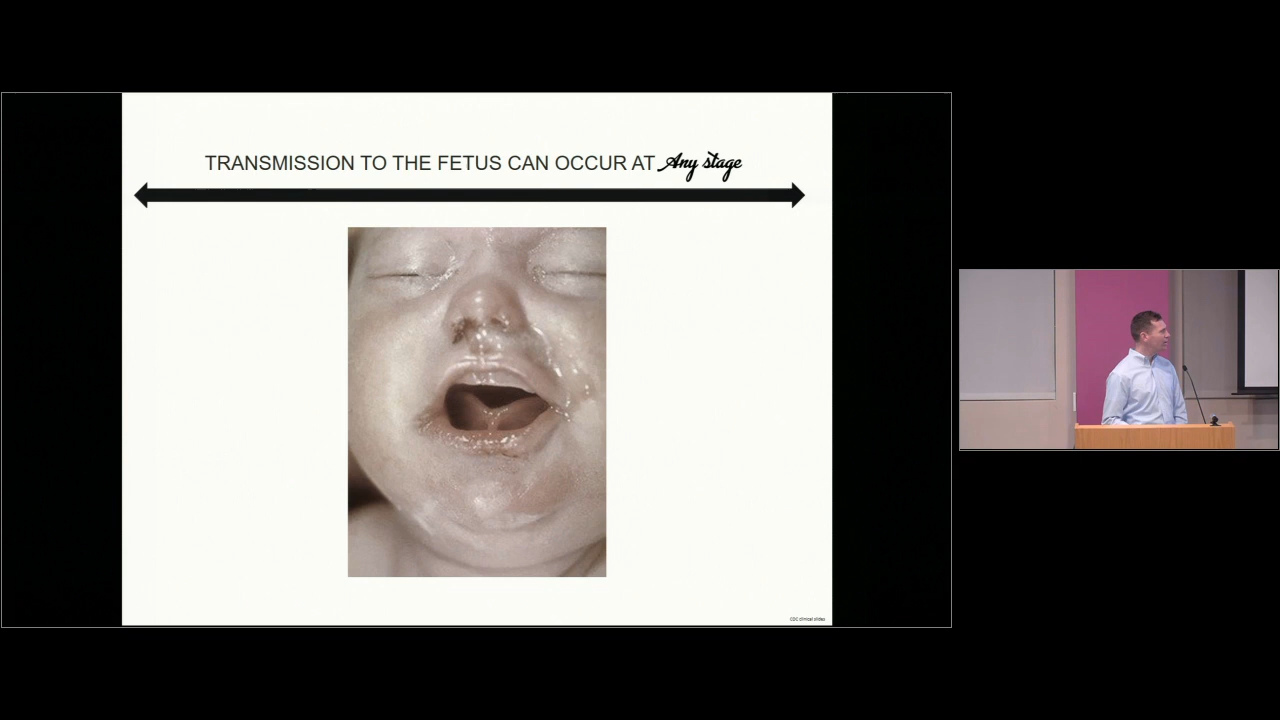 TRANSMISSION TO THE FETUS CAN OCCUR AT Any stage
CDC clinical slides